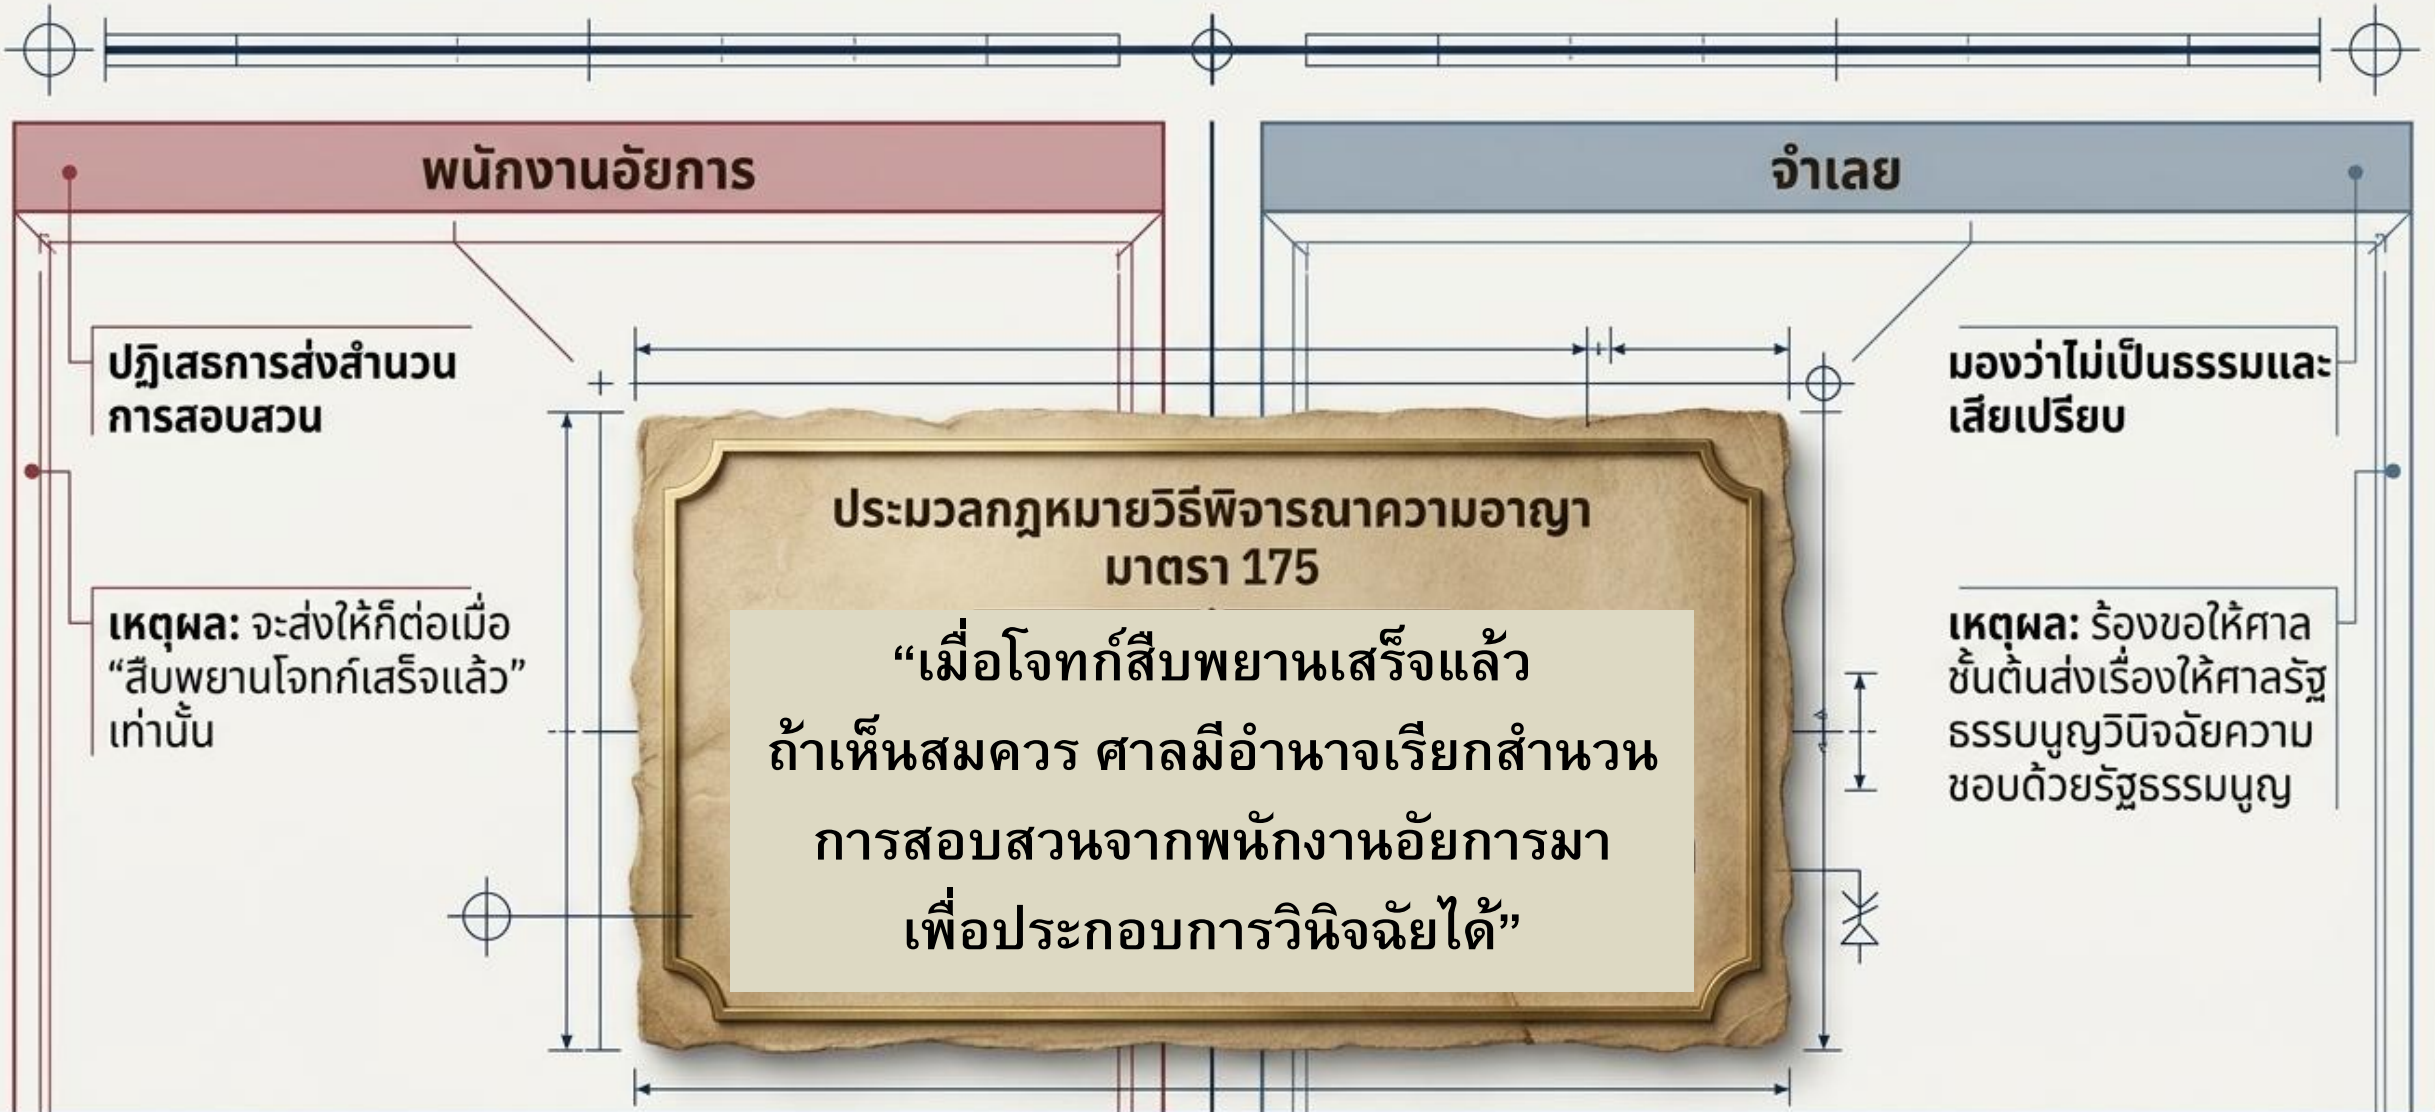 พนักงานอัยการ
ปฏิเสธการส่งสำนวน
การสอบสวน
เหตุผล: จะส่งให้ก็ต่อเมื่อ
“สืบพยานโจทก์เสร็จแล้ว”
เท่านั้น
ประมวลกฎหมายวิธีพิจารณาความอาญา
มาตรา 175
“เมื่อโจทก์สืบพยานเสร็จแล้ว
ถ้าเห็นสมควร ศาลมีอำนาจเรียกสำนวน
การสอบสวนจากพนักงานอัยการมา
เพื่อประกอบการวินิจฉัยได้”
จำเลย
มองว่าไม่เป็นธรรมและ
เสียเปรียบ
เหตุผล: ร้องขอให้ศาล
ชั้นต้นส่งเรื่องให้ศาลรัฐ
ธรรมนูญวินิจฉัยความ
ชอบด้วยรัฐธรรมนูญ